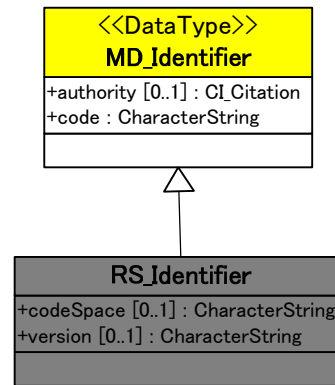 <<DataType>>
MD_Identifier
+authority [0..1] : CI_Citation
+code : CharacterString
RS_Identifier
+codeSpace [0..1] : CharacterString
+version [0..1] : CharacterString